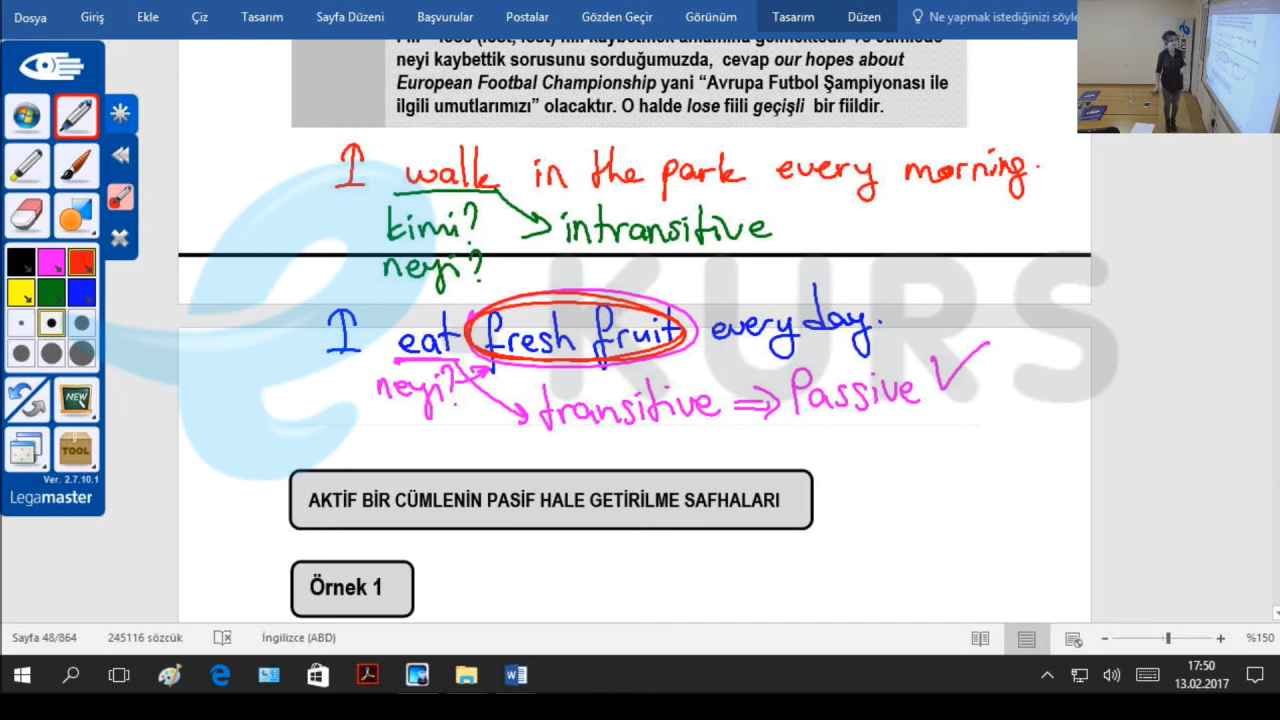 Dosya Giriş Ekle Çiz Tasarım Sayfa Düzeni Başvurular Postalar Gözden Geçir Görünüm Tasarım Düzen Ne yapmak istediğinizi söyle
neyi kaybettik sorusunu sorduğumuzda, cevap our hopes about
European Footbal Championship yani “Avrupa Futbol Şampiyonası ile
ilgili umutlarımızı” olacaktır. O halde lose fiili geçişli bir fiildir.
I walk in the park every morning.
kimi? intransitive
neyi?
I eat fresh fruit every day.
neyi? transitive ⇒ Passive ✓
e KURS
AKTİF BİR CÜMLENİN PASİF HALE GETİRİLME SAFHALARI
Örnek 1
NEW
TOOL
Ver. 2.7.10.1
Legamaster
Sayfa 48/864 245116 sözcük İngilizce (ABD) %150
17:50
13.02.2017